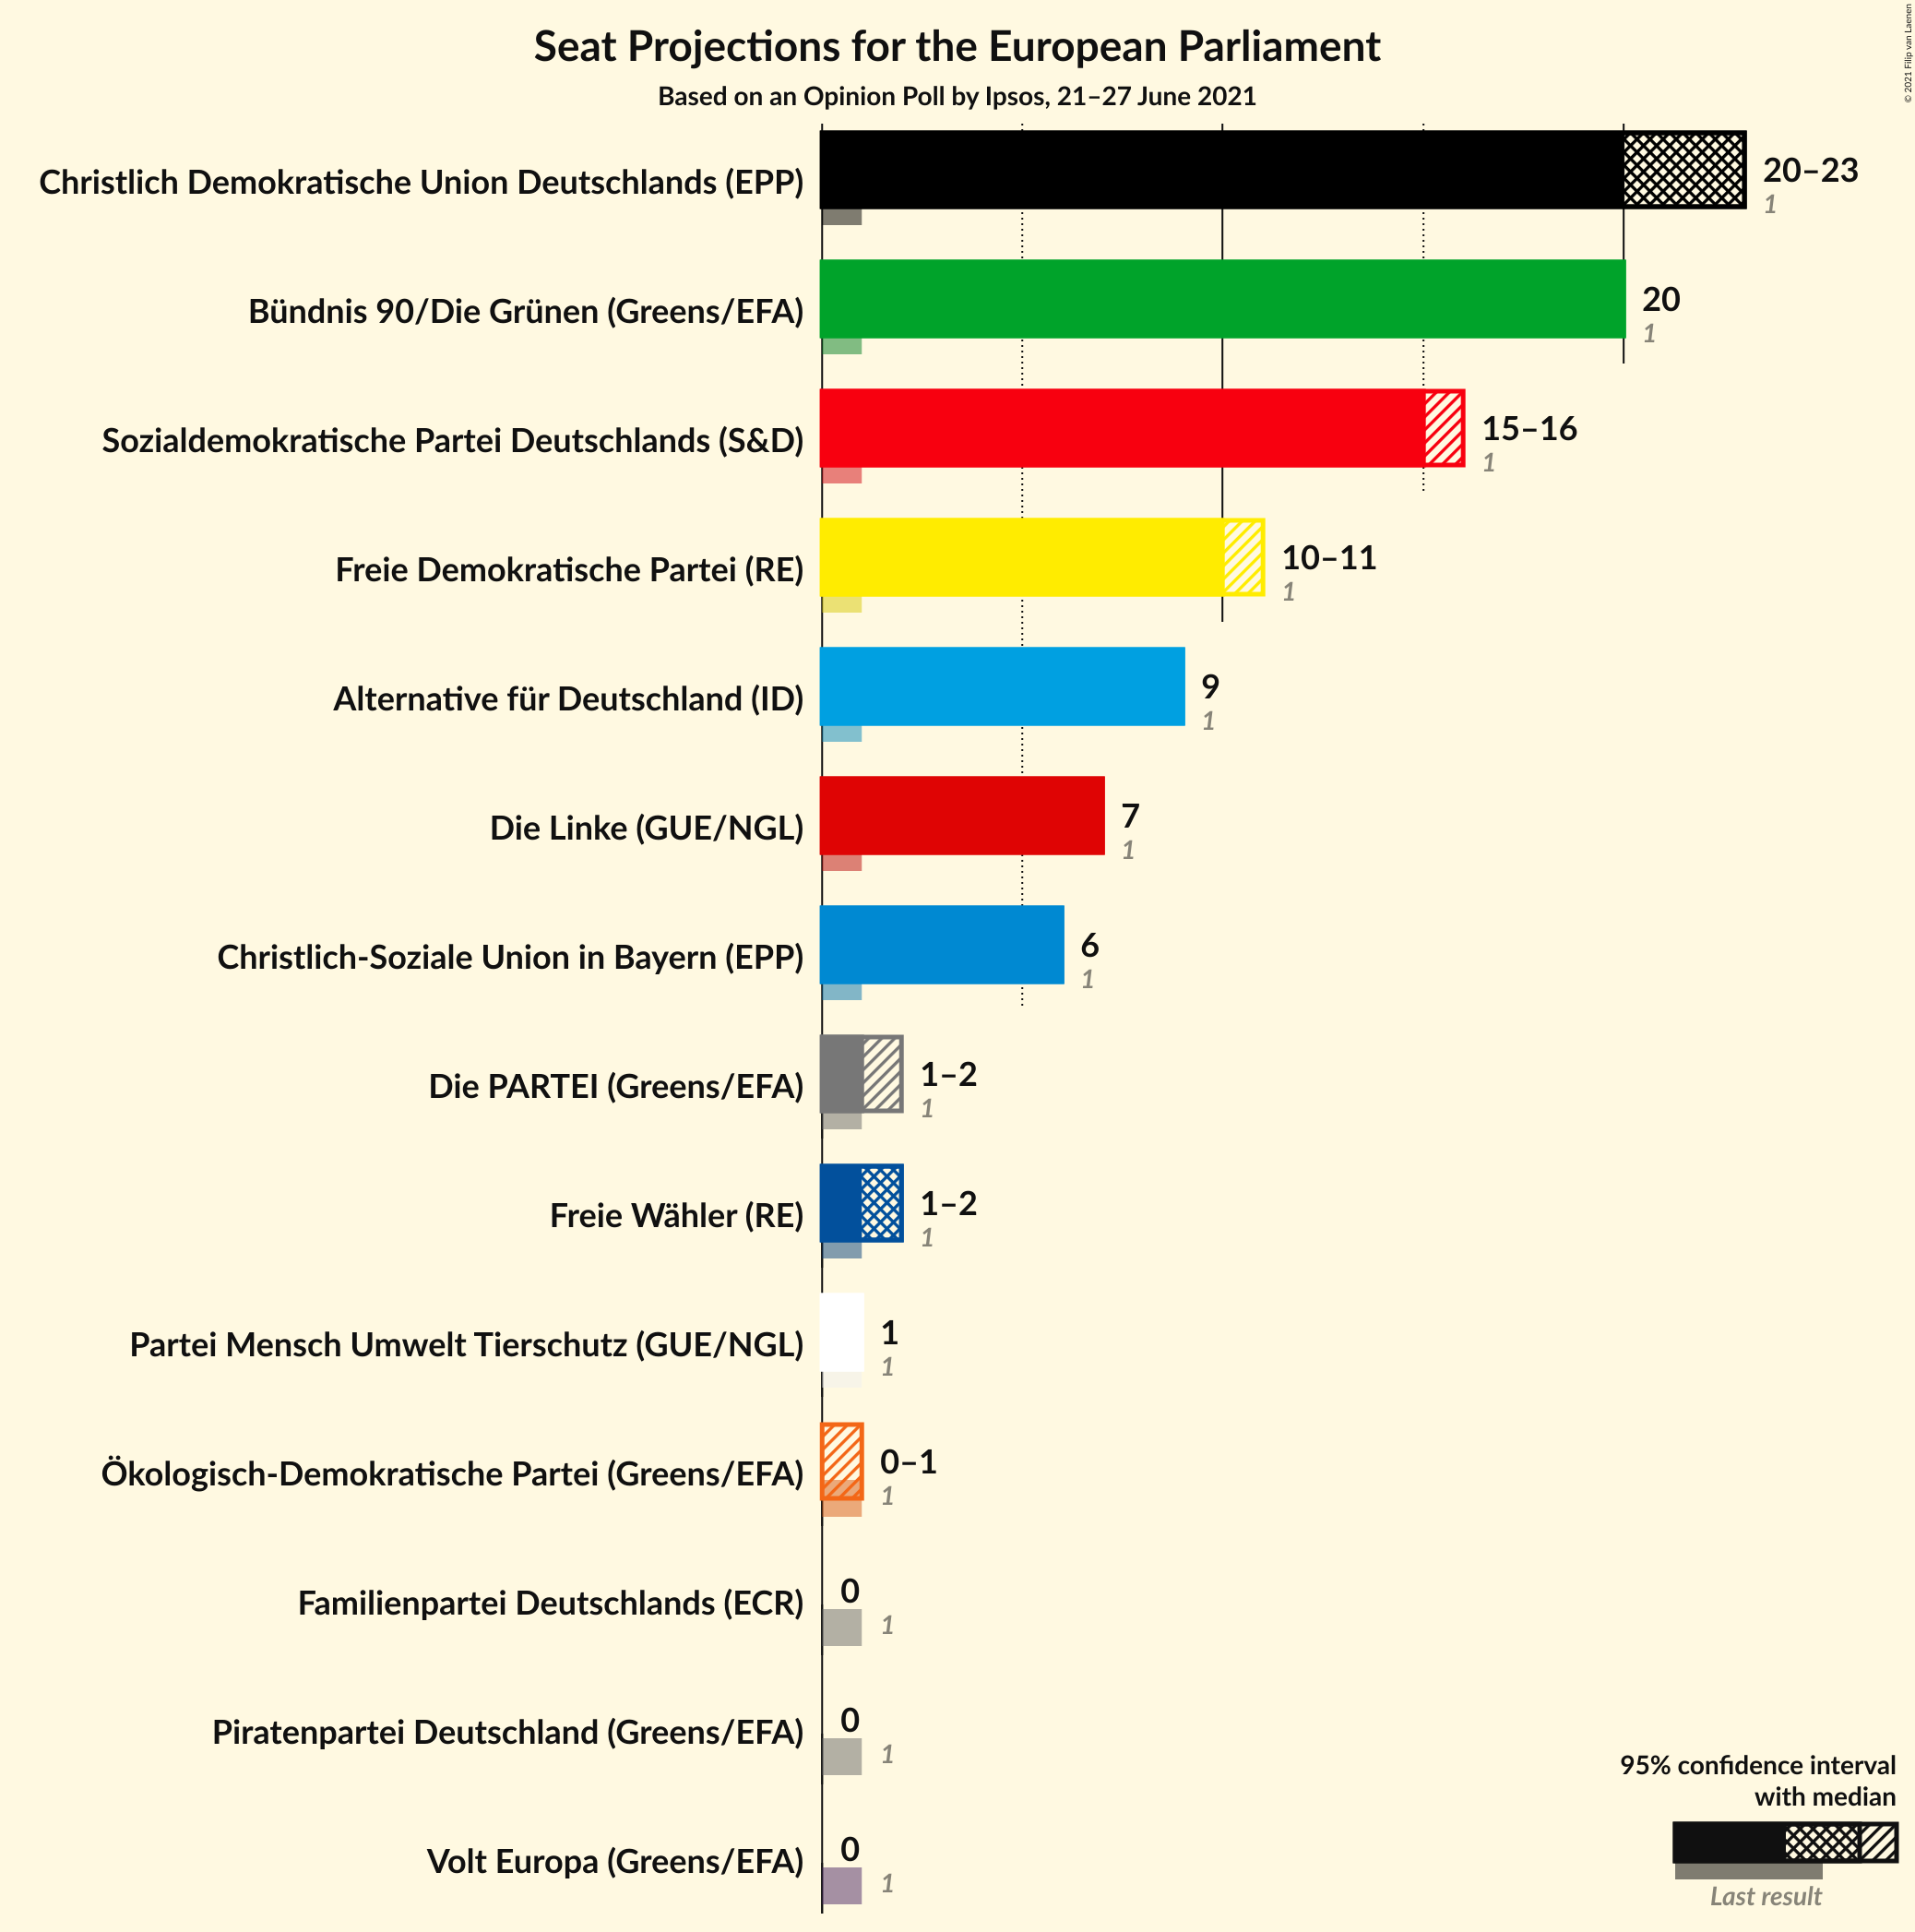 Seat Projections for the European Parliament
Based on an Opinion Poll by Ipsos, 21–27 June 2021
© 2021 Filip van Laenen
Christlich Demokratische Union Deutschlands (EPP)
20–23
1
Bündnis 90/Die Grünen (Greens/EFA)
20
1
Sozialdemokratische Partei Deutschlands (S&D)
15–16
1
Freie Demokratische Partei (RE)
10–11
1
Alternative für Deutschland (ID)
9
1
Die Linke (GUE/NGL)
7
1
Christlich-Soziale Union in Bayern (EPP)
6
1
Die PARTEI (Greens/EFA)
1–2
1
Freie Wähler (RE)
1–2
1
Partei Mensch Umwelt Tierschutz (GUE/NGL)
1
1
Ökologisch-Demokratische Partei (Greens/EFA)
0–1
1
Familienpartei Deutschlands (ECR)
0
1
Piratenpartei Deutschland (Greens/EFA)
0
1
Volt Europa (Greens/EFA)
0
1
95% confidence interval
with median
Last result